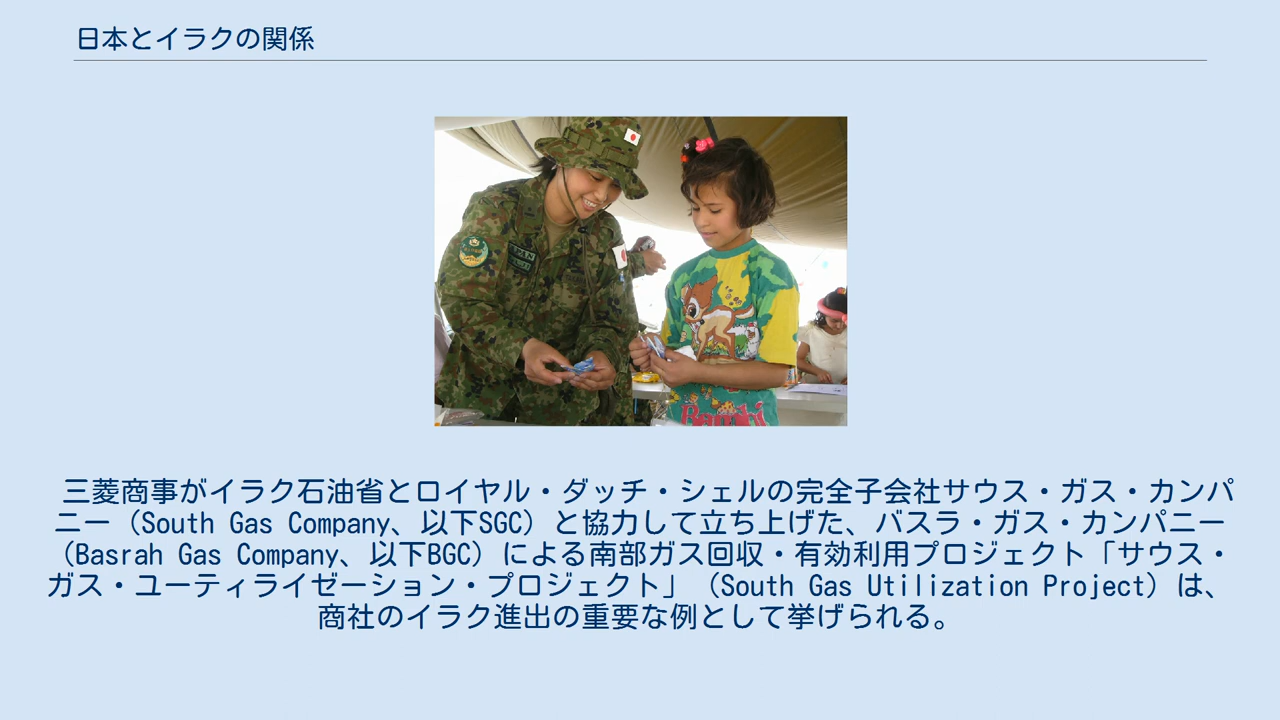 日本とイラクの関係
JAPAN
Bambi
三菱商事がイラク石油省とロイヤル・ダッチ・シェルの完全子会社サウス・ガス・カンパ
ニー（South Gas Company、以下SGC）と協力して立ち上げた、バスラ・ガス・カンパニー
（Basrah Gas Company、以下BGC）による南部ガス回収・有効利用プロジェクト「サウス・
ガス・ユーティライゼーション・プロジェクト」（South Gas Utilization Project）は、
商社のイラク進出の重要な例として挙げられる。